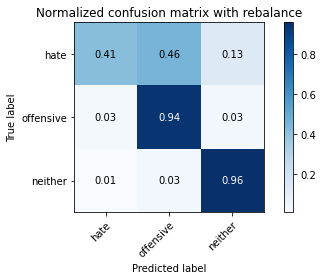 Normalized confusion matrix with rebalance
True label
hate
0.41 0.46 0.13
offensive
0.03 0.94 0.03
neither
0.01 0.03 0.96
hate
offensive
neither
Predicted label
0.8
0.6
0.4
0.2